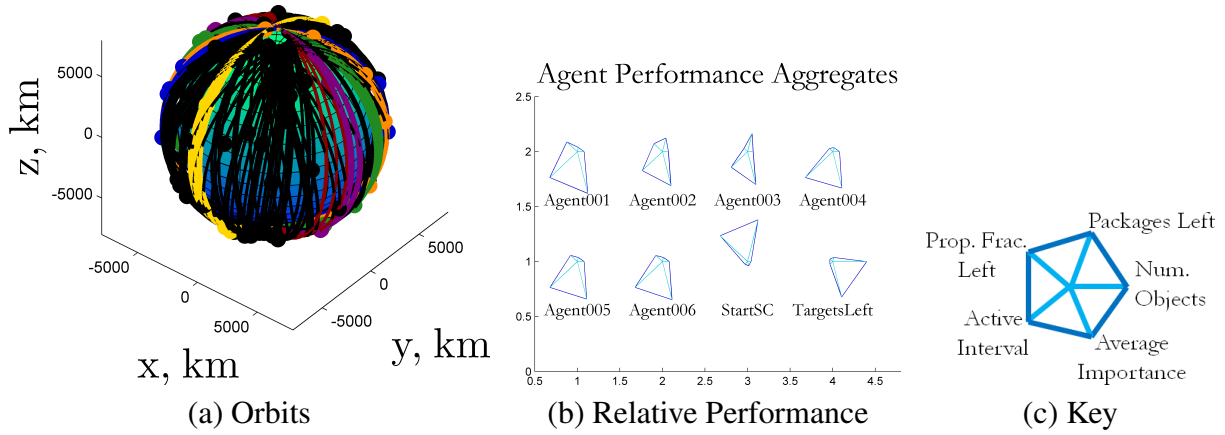 5000
0
-5000
z, km
-5000
0
5000
x, km
5000
0
-5000
y, km
(a) Orbits
Agent Performance Aggregates
2.5
2
1.5
1
0.5
0
Agent001 Agent002 Agent003 Agent004
Agent005 Agent006 StartSC TargetsLeft
0.5 1 1.5 2 2.5 3 3.5 4 4.5
(b) Relative Performance
Packages Left
Prop. Frac.
Left
Num.
Objects
Active
Interval
Average
Importance
(c) Key